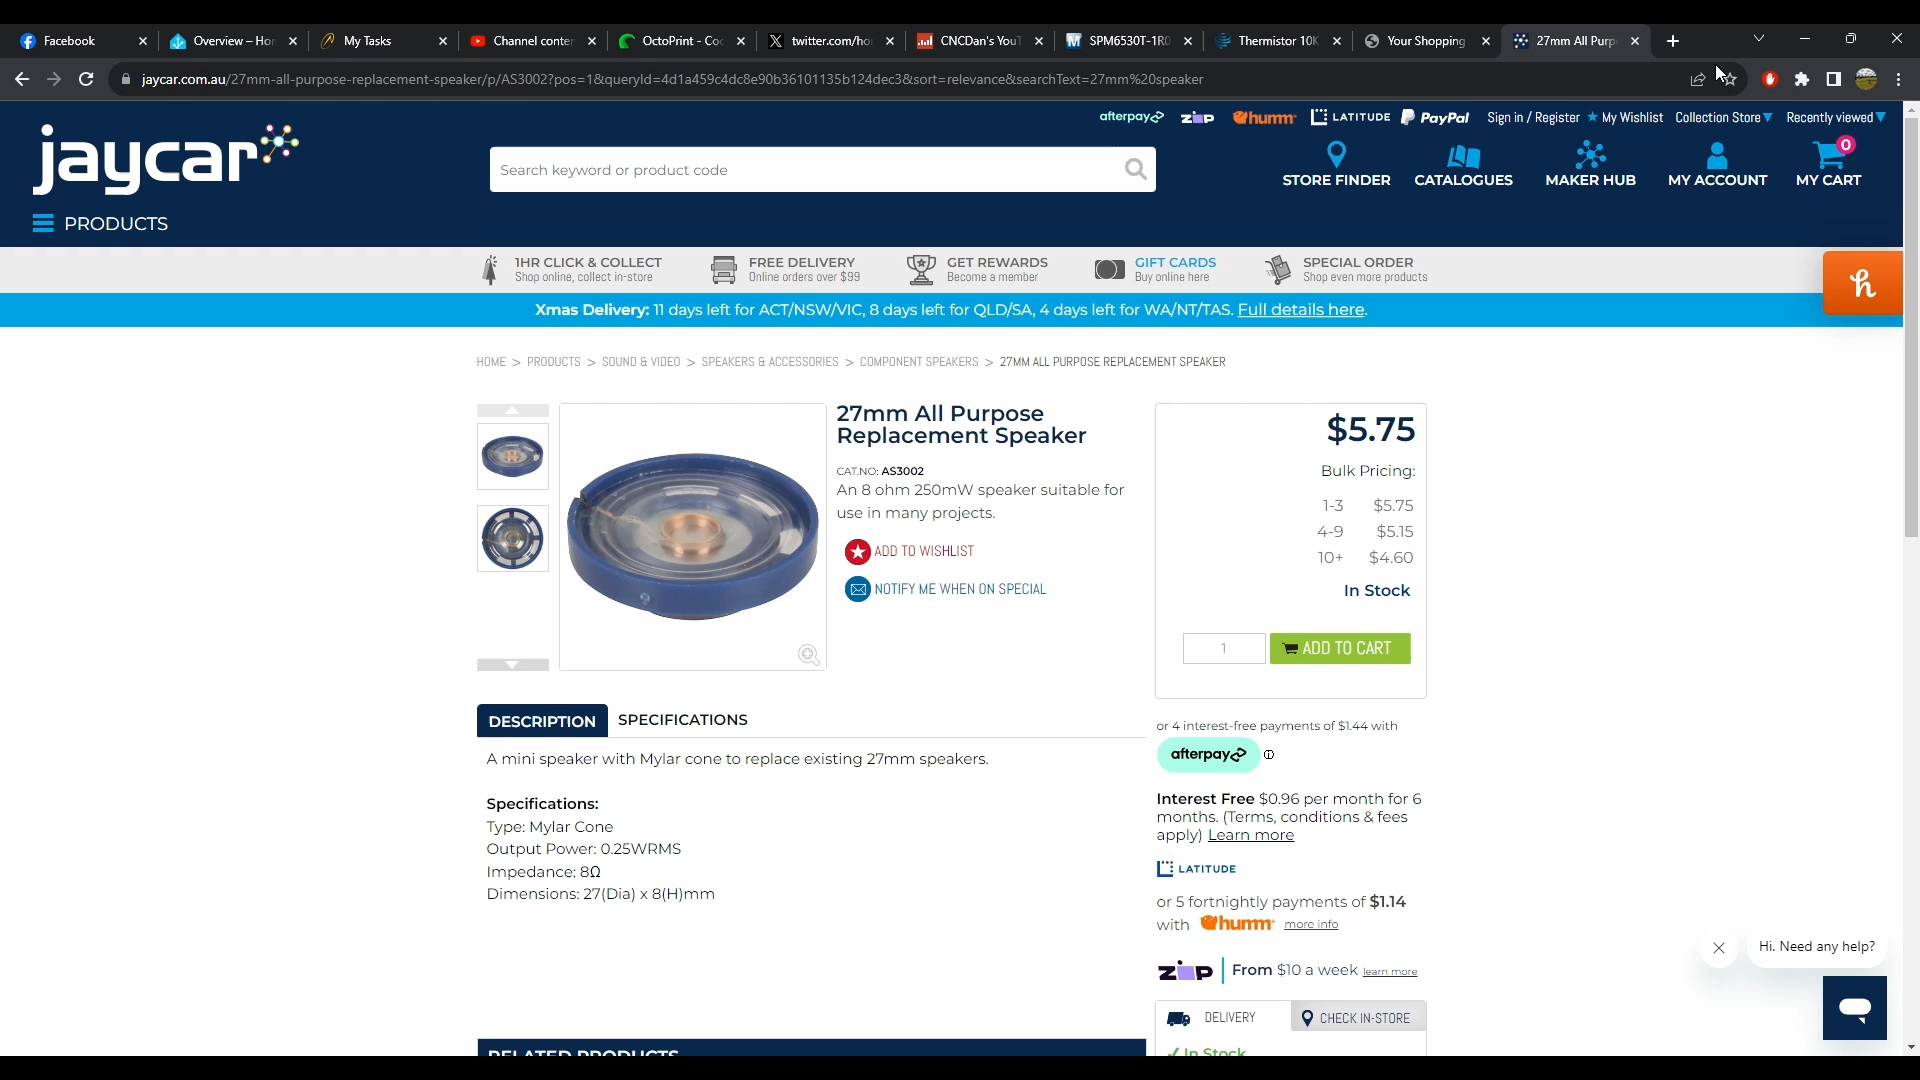 Facebook
Overview – Hor
My Tasks
Channel conten
OctoPrint - Co
twitter.com/ho
CNCDan's YouT
SPM6530T-1R0
Thermistor 10K
Your Shopping
27mm All Purp
jaycar.com.au/27mm-all-purpose-replacement-speaker/p/AS3002?pos=1&queryId=4d1a459c4dc8e90b36101135b124dec3&sort=relevance&searchText=27mm%20speaker
afterpay zip humm LATITUDE PayPal Sign in / Register My Wishlist Collection Store Recently viewed
jaycar
Search keyword or product code
0
STORE FINDER CATALOGUES MAKER HUB MY ACCOUNT MY CART
PRODUCTS
1HR CLICK & COLLECT
Shop online, collect in-store
FREE DELIVERY
Online orders over $99
GET REWARDS
Become a member
GIFT CARDS
Buy online here
SPECIAL ORDER
Shop even more products
h
Xmas Delivery: 11 days left for ACT/NSW/VIC, 8 days left for QLD/SA, 4 days left for WA/NT/TAS. Full details here.
HOME > PRODUCTS > SOUND & VIDEO > SPEAKERS & ACCESSORIES > COMPONENT SPEAKERS > 27MM ALL PURPOSE REPLACEMENT SPEAKER
27mm All Purpose
Replacement Speaker
CAT.NO: AS3002
An 8 ohm 250mW speaker suitable for
use in many projects.
ADD TO WISHLIST
NOTIFY ME WHEN ON SPECIAL
$5.75
Bulk Pricing:
1-3 $5.75
4-9 $5.15
10+ $4.60
In Stock
1
ADD TO CART
DESCRIPTION SPECIFICATIONS
A mini speaker with Mylar cone to replace existing 27mm speakers.
Specifications:
Type: Mylar Cone
Output Power: 0.25WRMS
Impedance: 8Ω
Dimensions: 27(Dia) x 8(H)mm
or 4 interest-free payments of $1.44 with
afterpay
Interest Free $0.96 per month for 6
months. (Terms, conditions & fees
apply) Learn more
LATITUDE
or 5 fortnightly payments of $1.14
with humm more info
zip From $10 a week learn more
DELIVERY CHECK IN-STORE
✓ In Stock
RELATED PRODUCTS
Hi. Need any help?